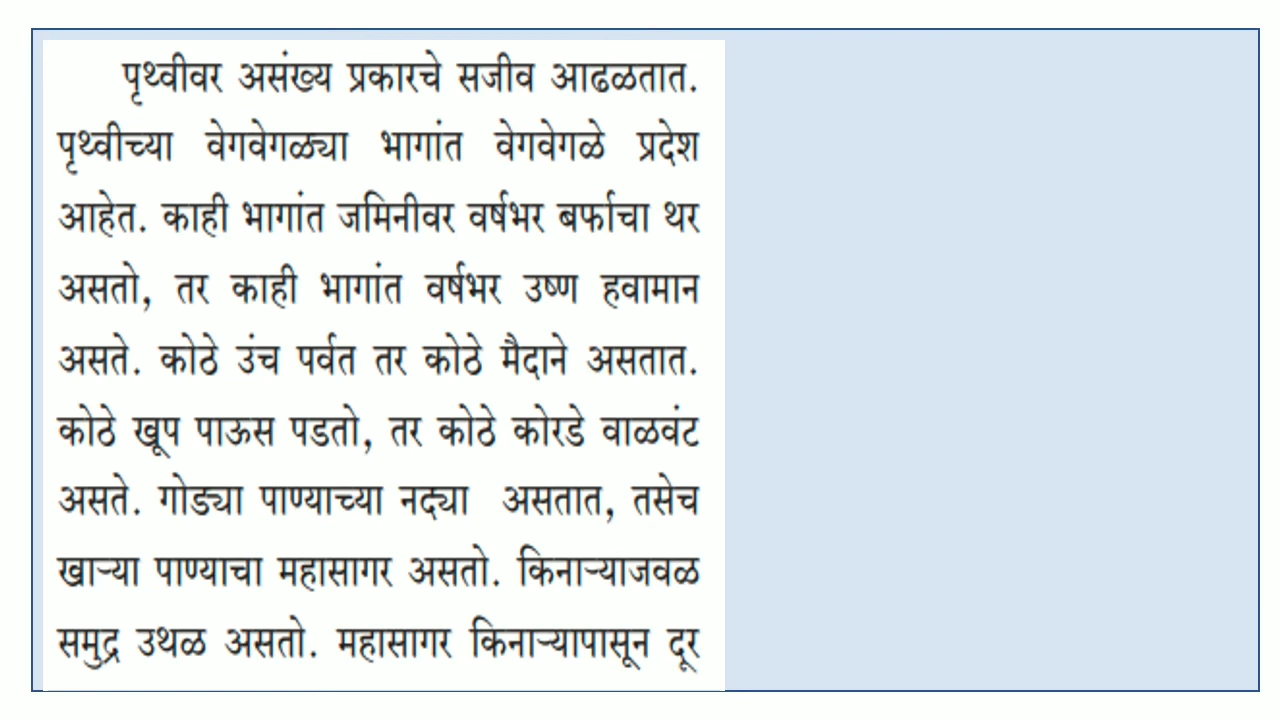 पृथ्वीवर असंख्य प्रकारचे सजीव आढळतात.
पृथ्वीच्या वेगवेगळ्या भागांत वेगवेगळे प्रदेश
आहेत. काही भागांत जमिनीवर वर्षभर बर्फाचा थर
असतो, तर काही भागांत वर्षभर उष्ण हवामान
असते. कोठे उंच पर्वत तर कोठे मैदाने असतात.
कोठे खूप पाऊस पडतो, तर कोठे कोरडे वाळवंट
असते. गोड्या पाण्याच्या नद्या असतात, तसेच
खाऱ्या पाण्याचा महासागर असतो. किनाऱ्याजवळ
समुद्र उथळ असतो. महासागर किनाऱ्यापासून दूर